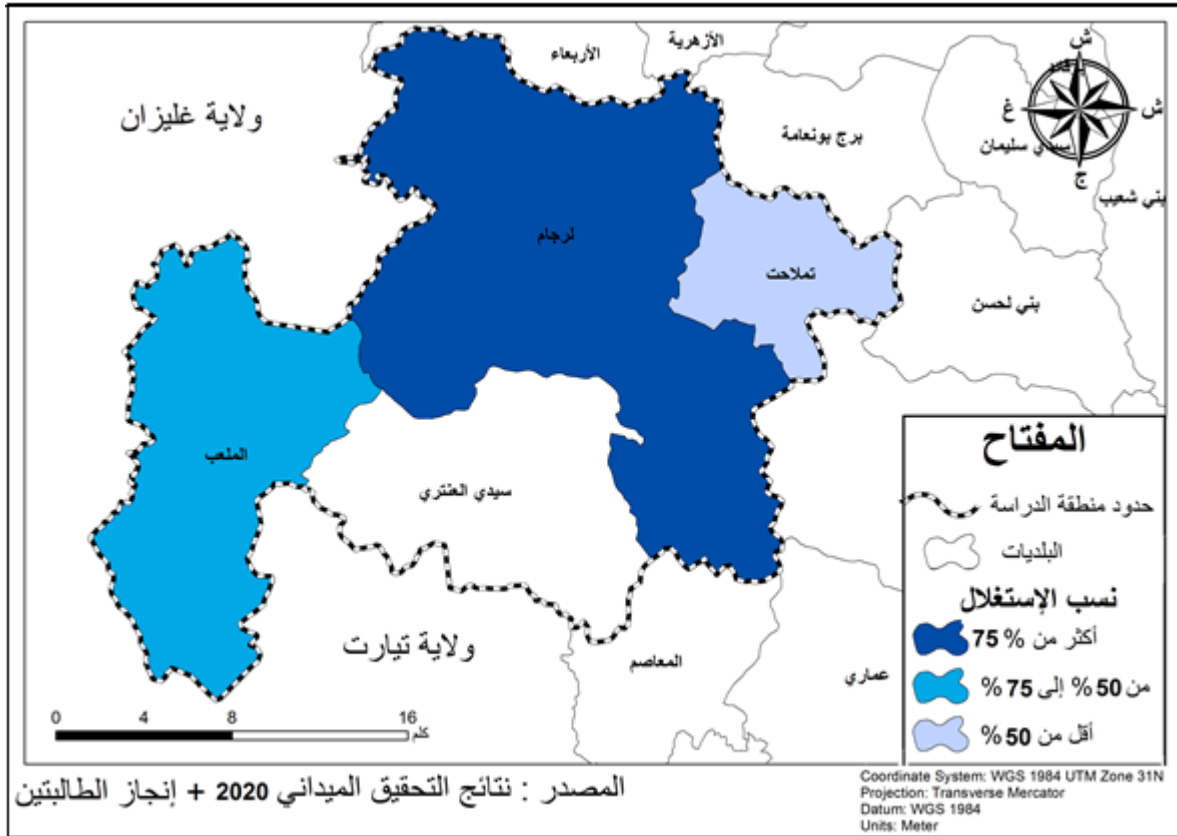 الأزهرية
الأربعاء
ش
ولاية غليزان
برج بونعامة
غ
ش
سيدي سليمان
ج
بني شعيب
لرجام
تملاحت
بني لحسن
الملعب
سيدي العنتري
ولاية تيارت
المعاصم
عماري
المفتاح
حدود منطقة الدراسة
البلديات
نسب الإستغلال
أكثر من % 75
من 50 % إلى 75 %
أقل من 50 %
0 4 8 16
كلم
المصدر : نتائج التحقيق الميداني 2020 + إنجاز الطالبتين
Coordinate System: WGS 1984 UTM Zone 31N
Projection: Transverse Mercator
Datum: WGS 1984
Units: Meter